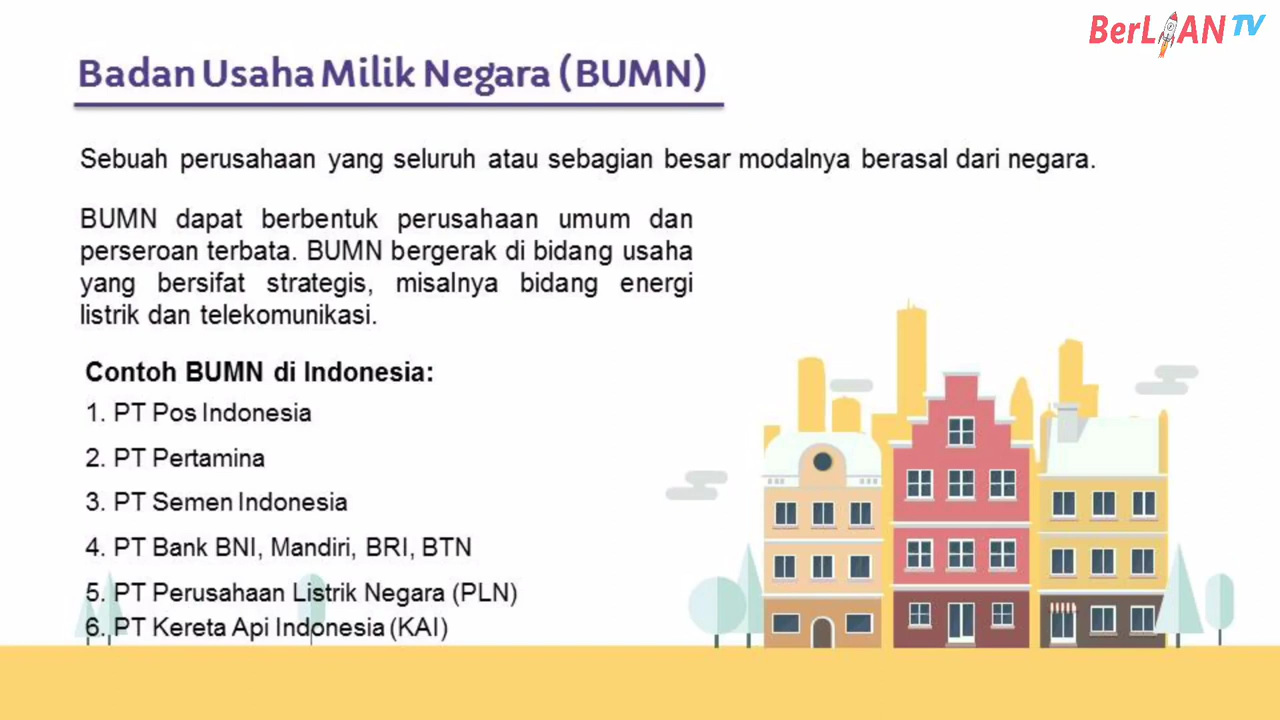 BerLIAN TV
Badan Usaha Milik Negara (BUMN)
Sebuah perusahaan yang seluruh atau sebagian besar modalnya berasal dari negara.
BUMN dapat berbentuk perusahaan umum dan
perseroan terbata. BUMN bergerak di bidang usaha
yang bersifat strategis, misalnya bidang energi
listrik dan telekomunikasi.
Contoh BUMN di Indonesia:
1. PT Pos Indonesia
2. PT Pertamina
3. PT Semen Indonesia
4. PT Bank BNI, Mandiri, BRI, BTN
5. PT Perusahaan Listrik Negara (PLN)
6. PT Kereta Api Indonesia (KAI)